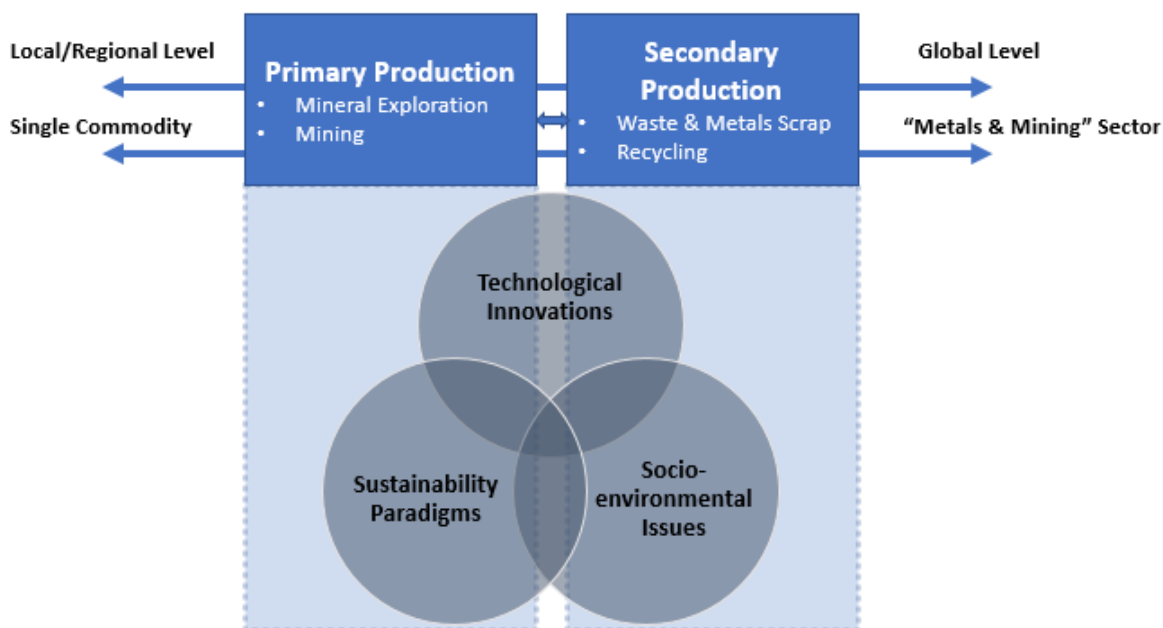 Local/Regional Level
Single Commodity
Primary Production
• Mineral Exploration
• Mining
Secondary
Production
• Waste & Metals Scrap
• Recycling
Global Level
“Metals & Mining” Sector
Technological
Innovations
Sustainability
Paradigms
Socio-
environmental
Issues